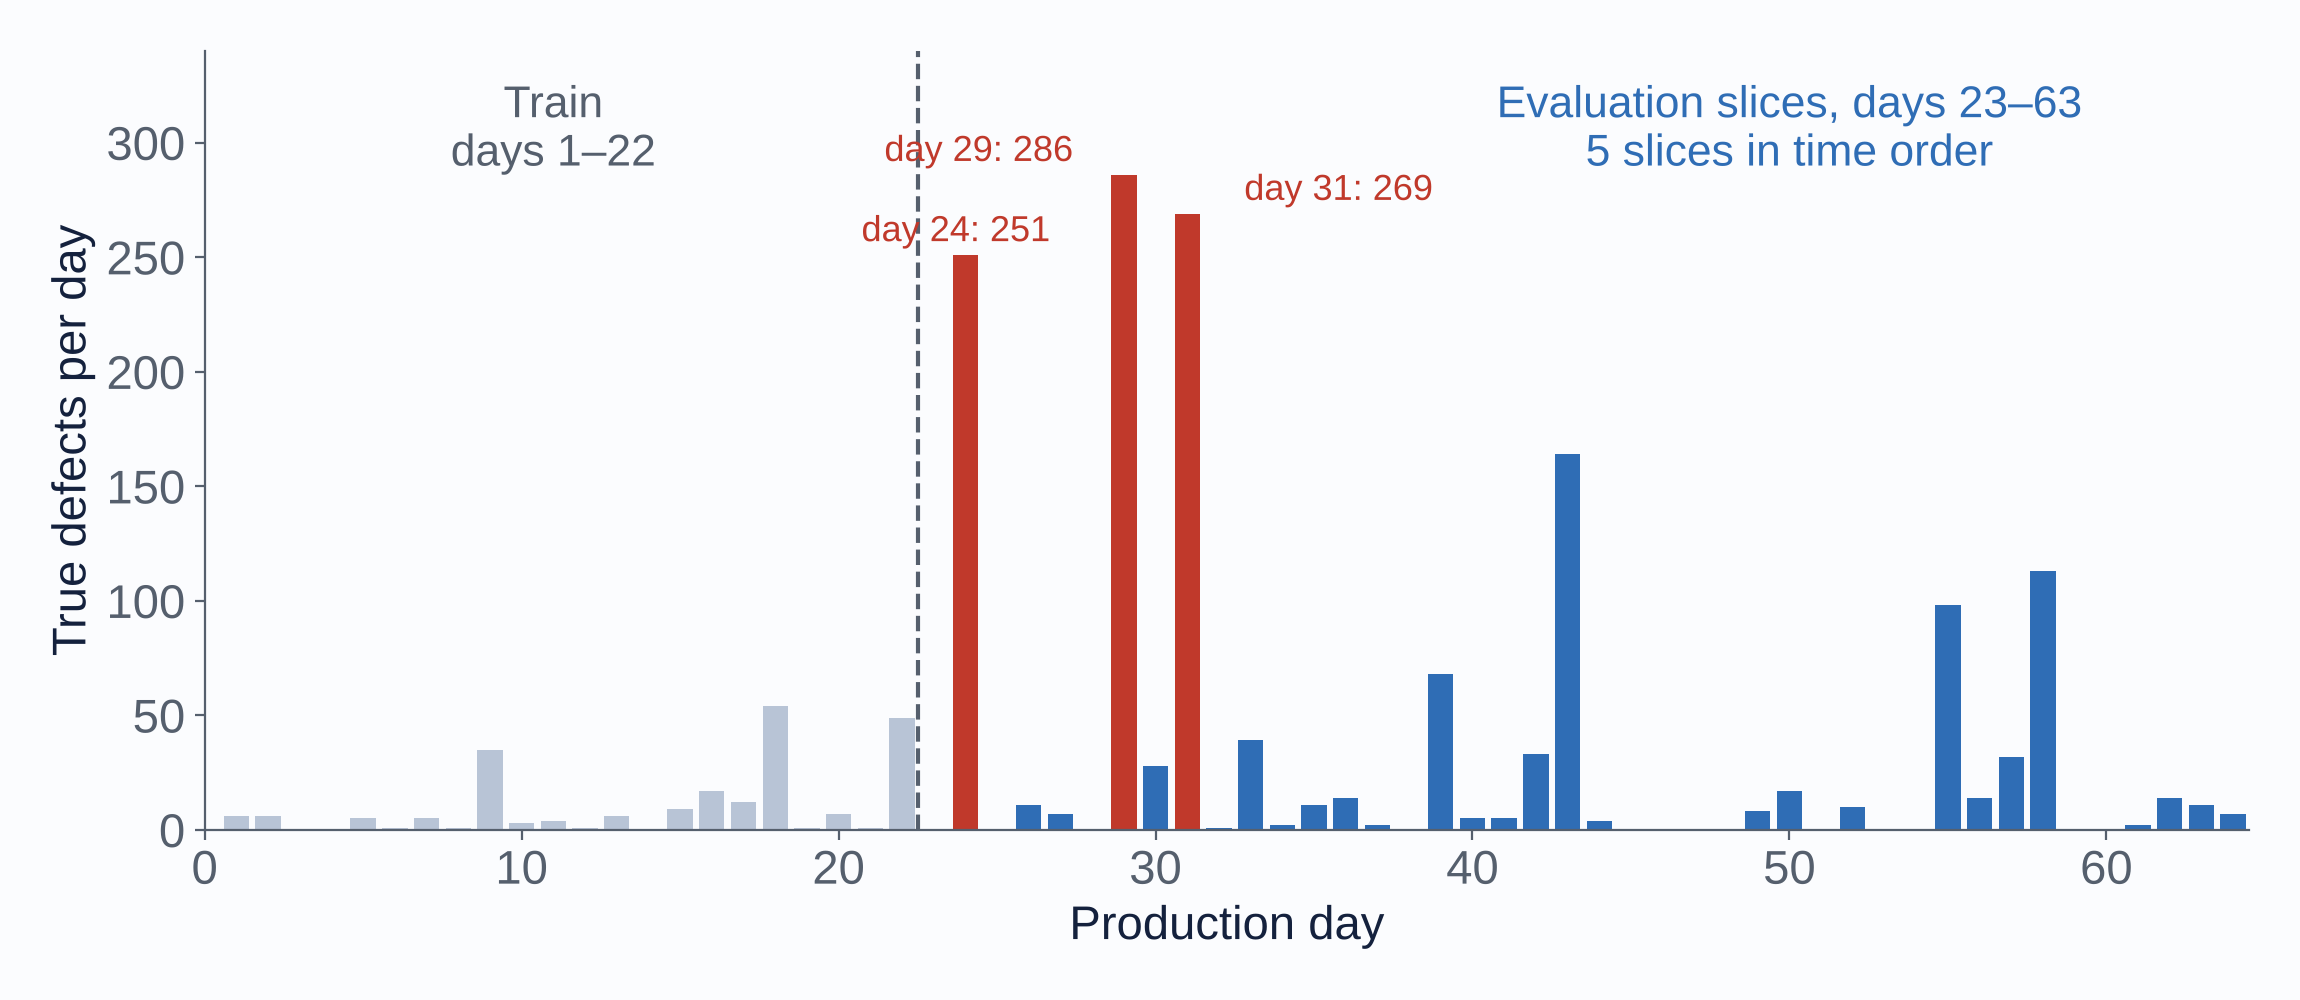 Train
days 1–22
Evaluation slices, days 23–63
5 slices in time order
day 29: 286
day 31: 269
day 24: 251
True defects per day
300
250
200
150
100
50
0
0 10 20 30 40 50 60
Production day